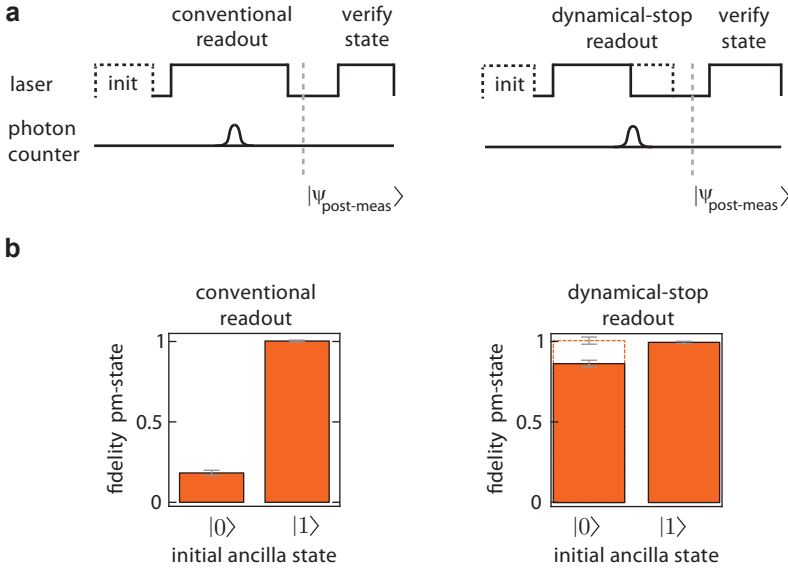 a
conventional
readout
verify
state
laser
init
photon
counter
|ψpost-meas⟩
dynamical-stop
readout
verify
state
init
|ψpost-meas⟩
b
conventional
readout
fidelity pm-state
1
0.5
0
|0⟩ |1⟩
initial ancilla state
dynamical-stop
readout
fidelity pm-state
1
0.5
0
|0⟩ |1⟩
initial ancilla state